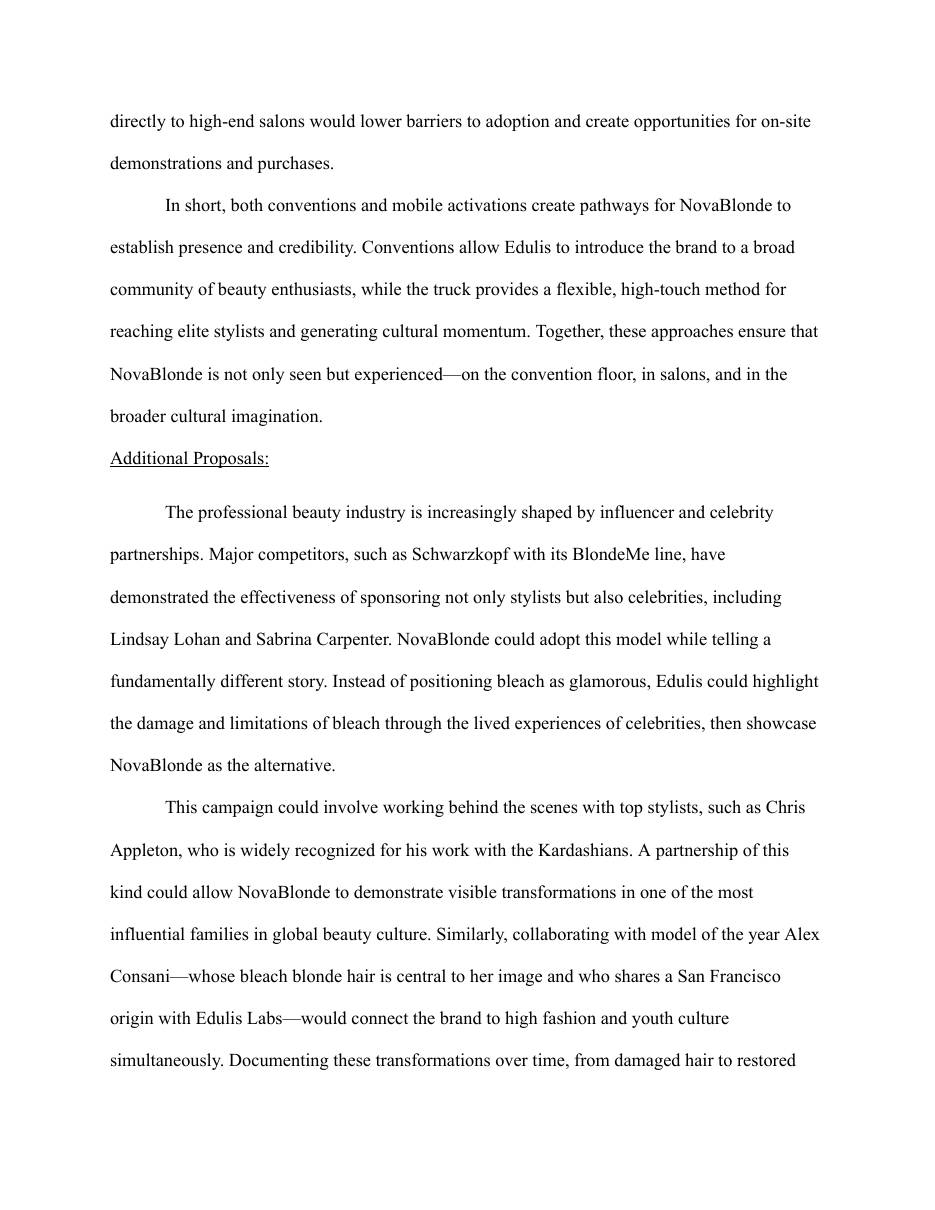 directly to high-end salons would lower barriers to adoption and create opportunities for on-site
demonstrations and purchases.
In short, both conventions and mobile activations create pathways for NovaBlonde to
establish presence and credibility. Conventions allow Edulis to introduce the brand to a broad
community of beauty enthusiasts, while the truck provides a flexible, high-touch method for
reaching elite stylists and generating cultural momentum. Together, these approaches ensure that
NovaBlonde is not only seen but experienced—on the convention floor, in salons, and in the
broader cultural imagination.
Additional Proposals:
The professional beauty industry is increasingly shaped by influencer and celebrity
partnerships. Major competitors, such as Schwarzkopf with its BlondeMe line, have
demonstrated the effectiveness of sponsoring not only stylists but also celebrities, including
Lindsay Lohan and Sabrina Carpenter. NovaBlonde could adopt this model while telling a
fundamentally different story. Instead of positioning bleach as glamorous, Edulis could highlight
the damage and limitations of bleach through the lived experiences of celebrities, then showcase
NovaBlonde as the alternative.
This campaign could involve working behind the scenes with top stylists, such as Chris
Appleton, who is widely recognized for his work with the Kardashians. A partnership of this
kind could allow NovaBlonde to demonstrate visible transformations in one of the most
influential families in global beauty culture. Similarly, collaborating with model of the year Alex
Consani—whose bleach blonde hair is central to her image and who shares a San Francisco
origin with Edulis Labs—would connect the brand to high fashion and youth culture
simultaneously. Documenting these transformations over time, from damaged hair to restored